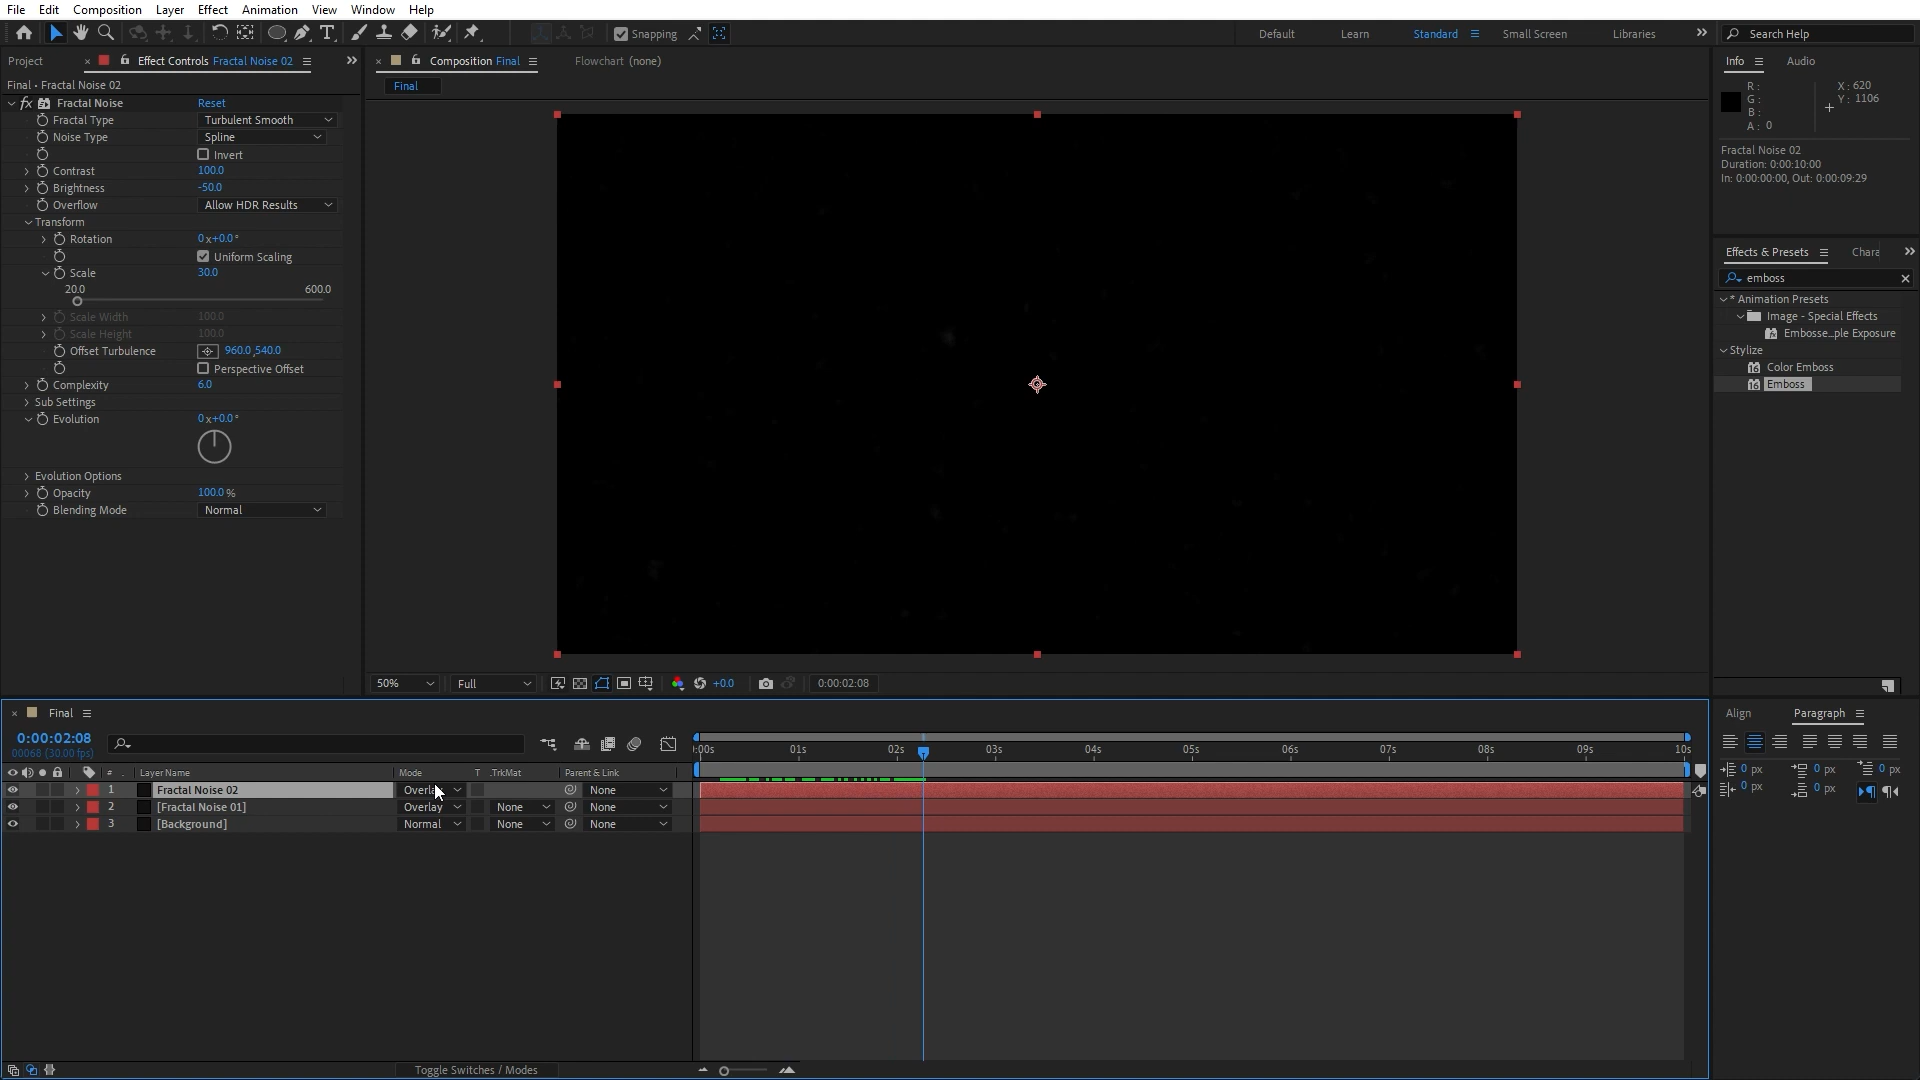 File Edit Composition Layer Effect Animation View Window Help
Snapping Default Learn Standard Small Screen Libraries Search Help
Project Effect Controls Fractal Noise 02
Final • Fractal Noise 02
fx Fractal Noise Reset
Fractal Type Turbulent Smooth
Noise Type Spline
Invert
Contrast 100.0
Brightness -50.0
Overflow Allow HDR Results
Transform
Rotation 0x+0.0°
Uniform Scaling
Scale 30.0
20.0 600.0
Scale Width 100.0
Scale Height 100.0
Offset Turbulence 960.0,540.0
Perspective Offset
Complexity 6.0
Sub Settings
Evolution 0x+0.0°
Evolution Options
Opacity 100.0 %
Blending Mode Normal
Composition Final Flowchart (none)
Final
50% Full +0.0 0:00:02:08
Info Audio
R : X : 620
G : Y : 1106
B :
A : 0
Fractal Noise 02
Duration: 0:00:10:00
In: 0:00:00:00, Out: 0:00:09:29
Effects & Presets Chara
emboss
* Animation Presets
Image - Special Effects
Embosse...ple Exposure
Stylize
Color Emboss
Emboss
Final
0:00:02:08
00068 (30.00 fps)
):00s 01s 02s 03s 04s 05s 06s 07s 08s 09s 10s
# Layer Name Mode T .TrkMat Parent & Link
1 Fractal Noise 02 Overlay None
2 [Fractal Noise 01] Overlay None None
3 [Background] Normal None None
Toggle Switches / Modes
Align Paragraph
0 px 0 px 0 px
0 px 0 px